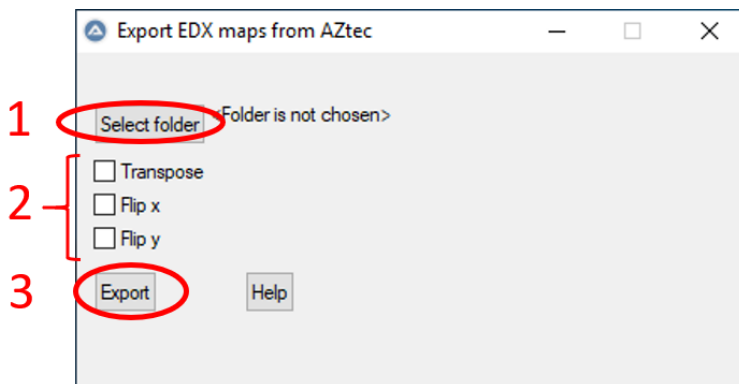 Export EDX maps from AZtec
1 Select folder <Folder is not chosen>
Transpose
2 Flip x
Flip y
3 Export Help